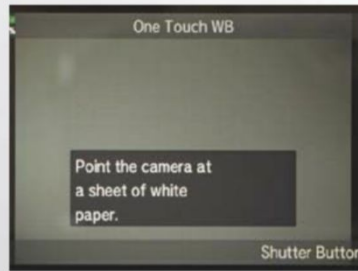 One Touch WB
Point the camera at
a sheet of white
paper.
Shutter Button